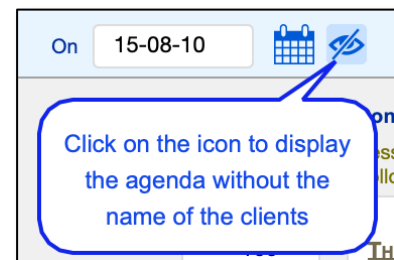 On 15-08-10
Click on the icon to display
the agenda without the
name of the clients